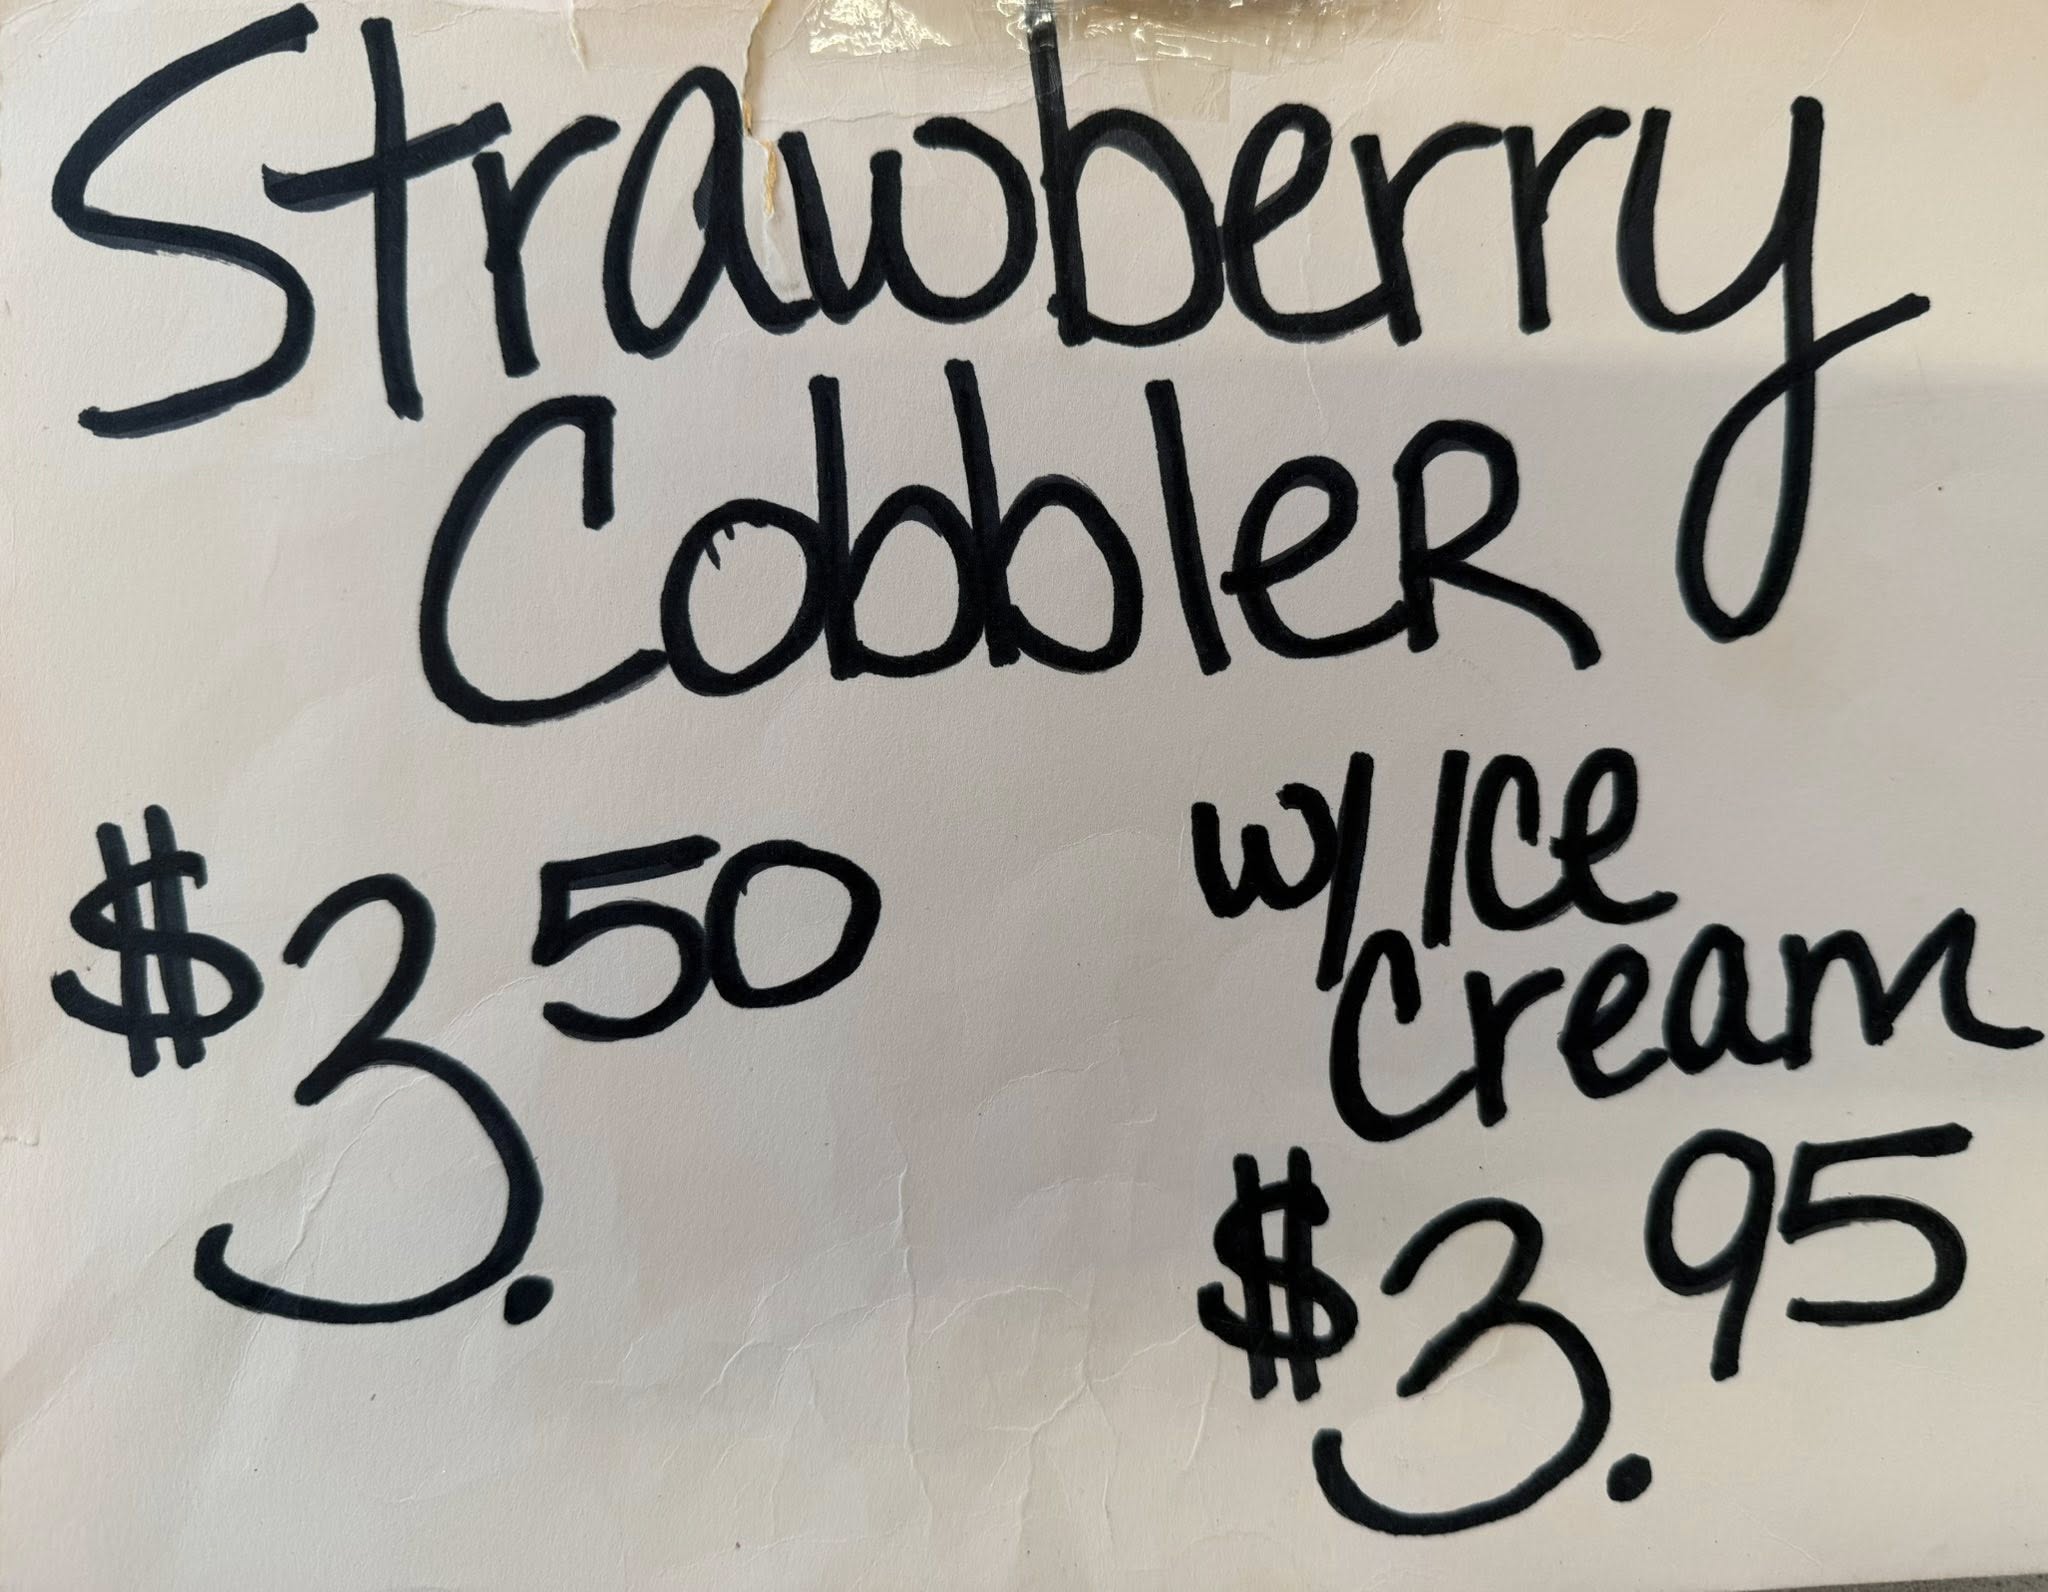 Strawberry
Cobbler
$3.50
w/ Ice
Cream
$3.95